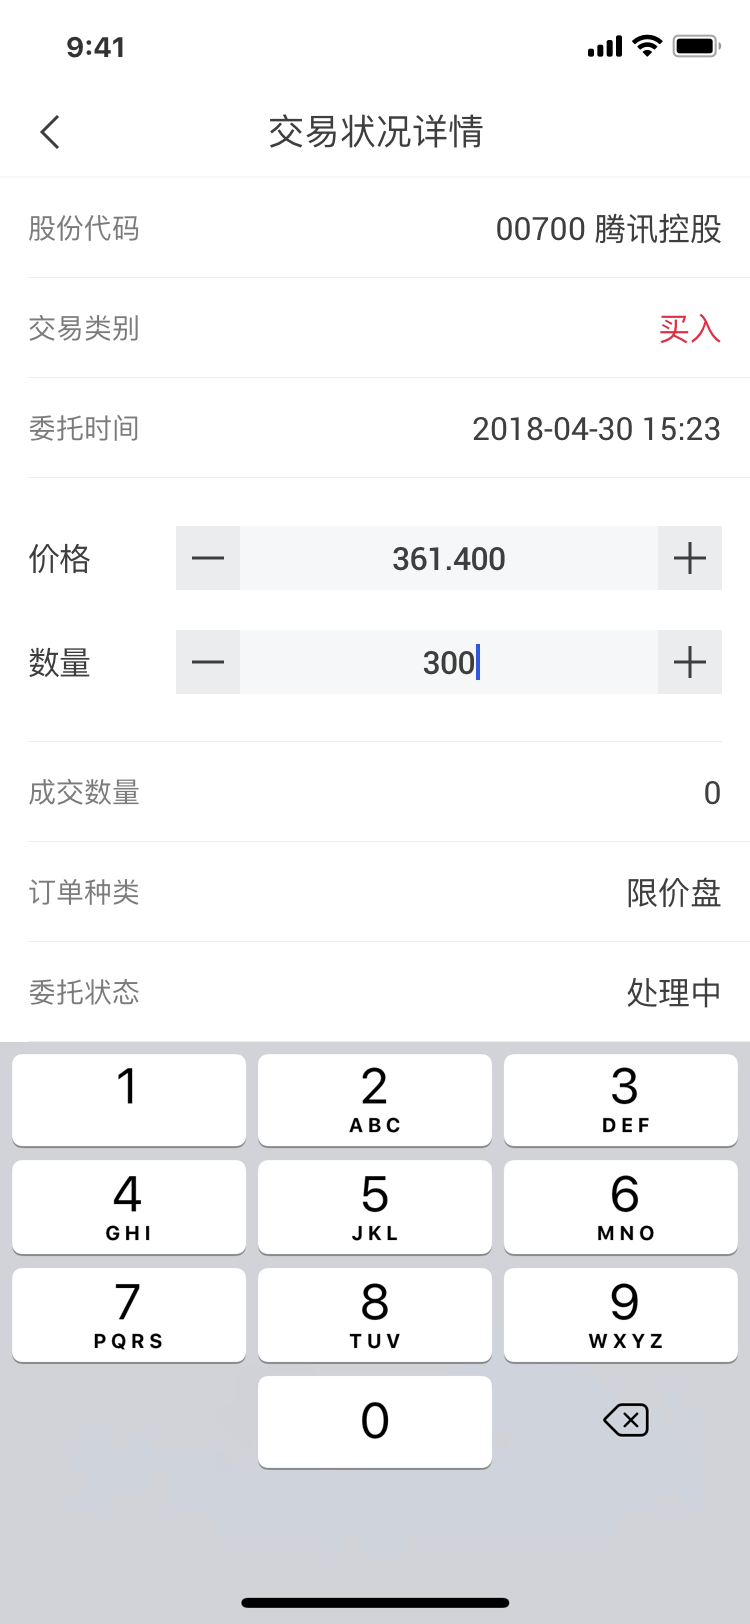 9:41
交易状况详情
股份代码 00700 腾讯控股
交易类别 买入
委托时间 2018-04-30 15:23
价格 361.400
数量 300
成交数量 0
订单种类 限价盘
委托状态 处理中
1 2 3
ABC DEF
4 5 6
GHI JKL MNO
7 8 9
PQRS TUV WXYZ
0